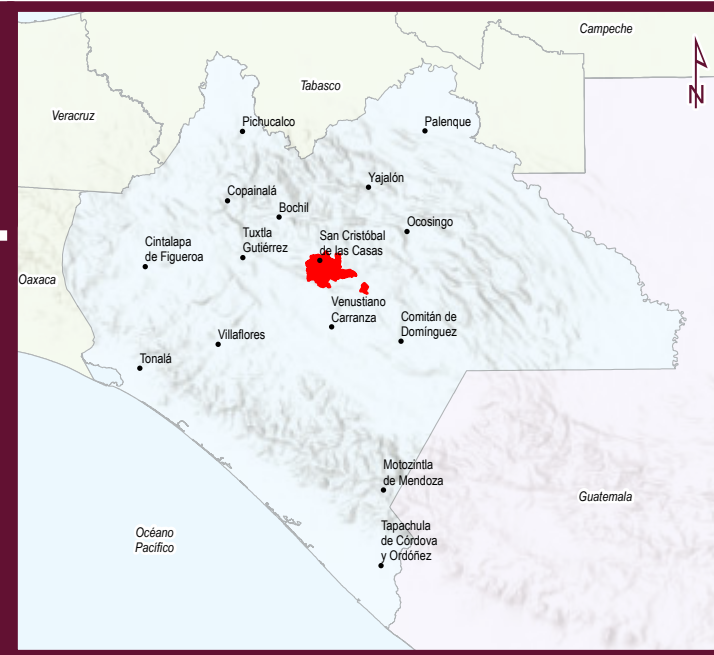 Campeche
Tabasco
N
Veracruz
Pichucalco
Palenque
Yajalón
Copainalá
Bochil
Ocosingo
San Cristóbal
de las Casas
Tuxtla
Gutiérrez
Cintalapa
de Figueroa
Oaxaca
Venustiano
Carranza
Comitán de
Domínguez
Villaflores
Tonalá
Motozintla
de Mendoza
Guatemala
Océano
Pacífico
Tapachula
de Córdova
y Ordóñez